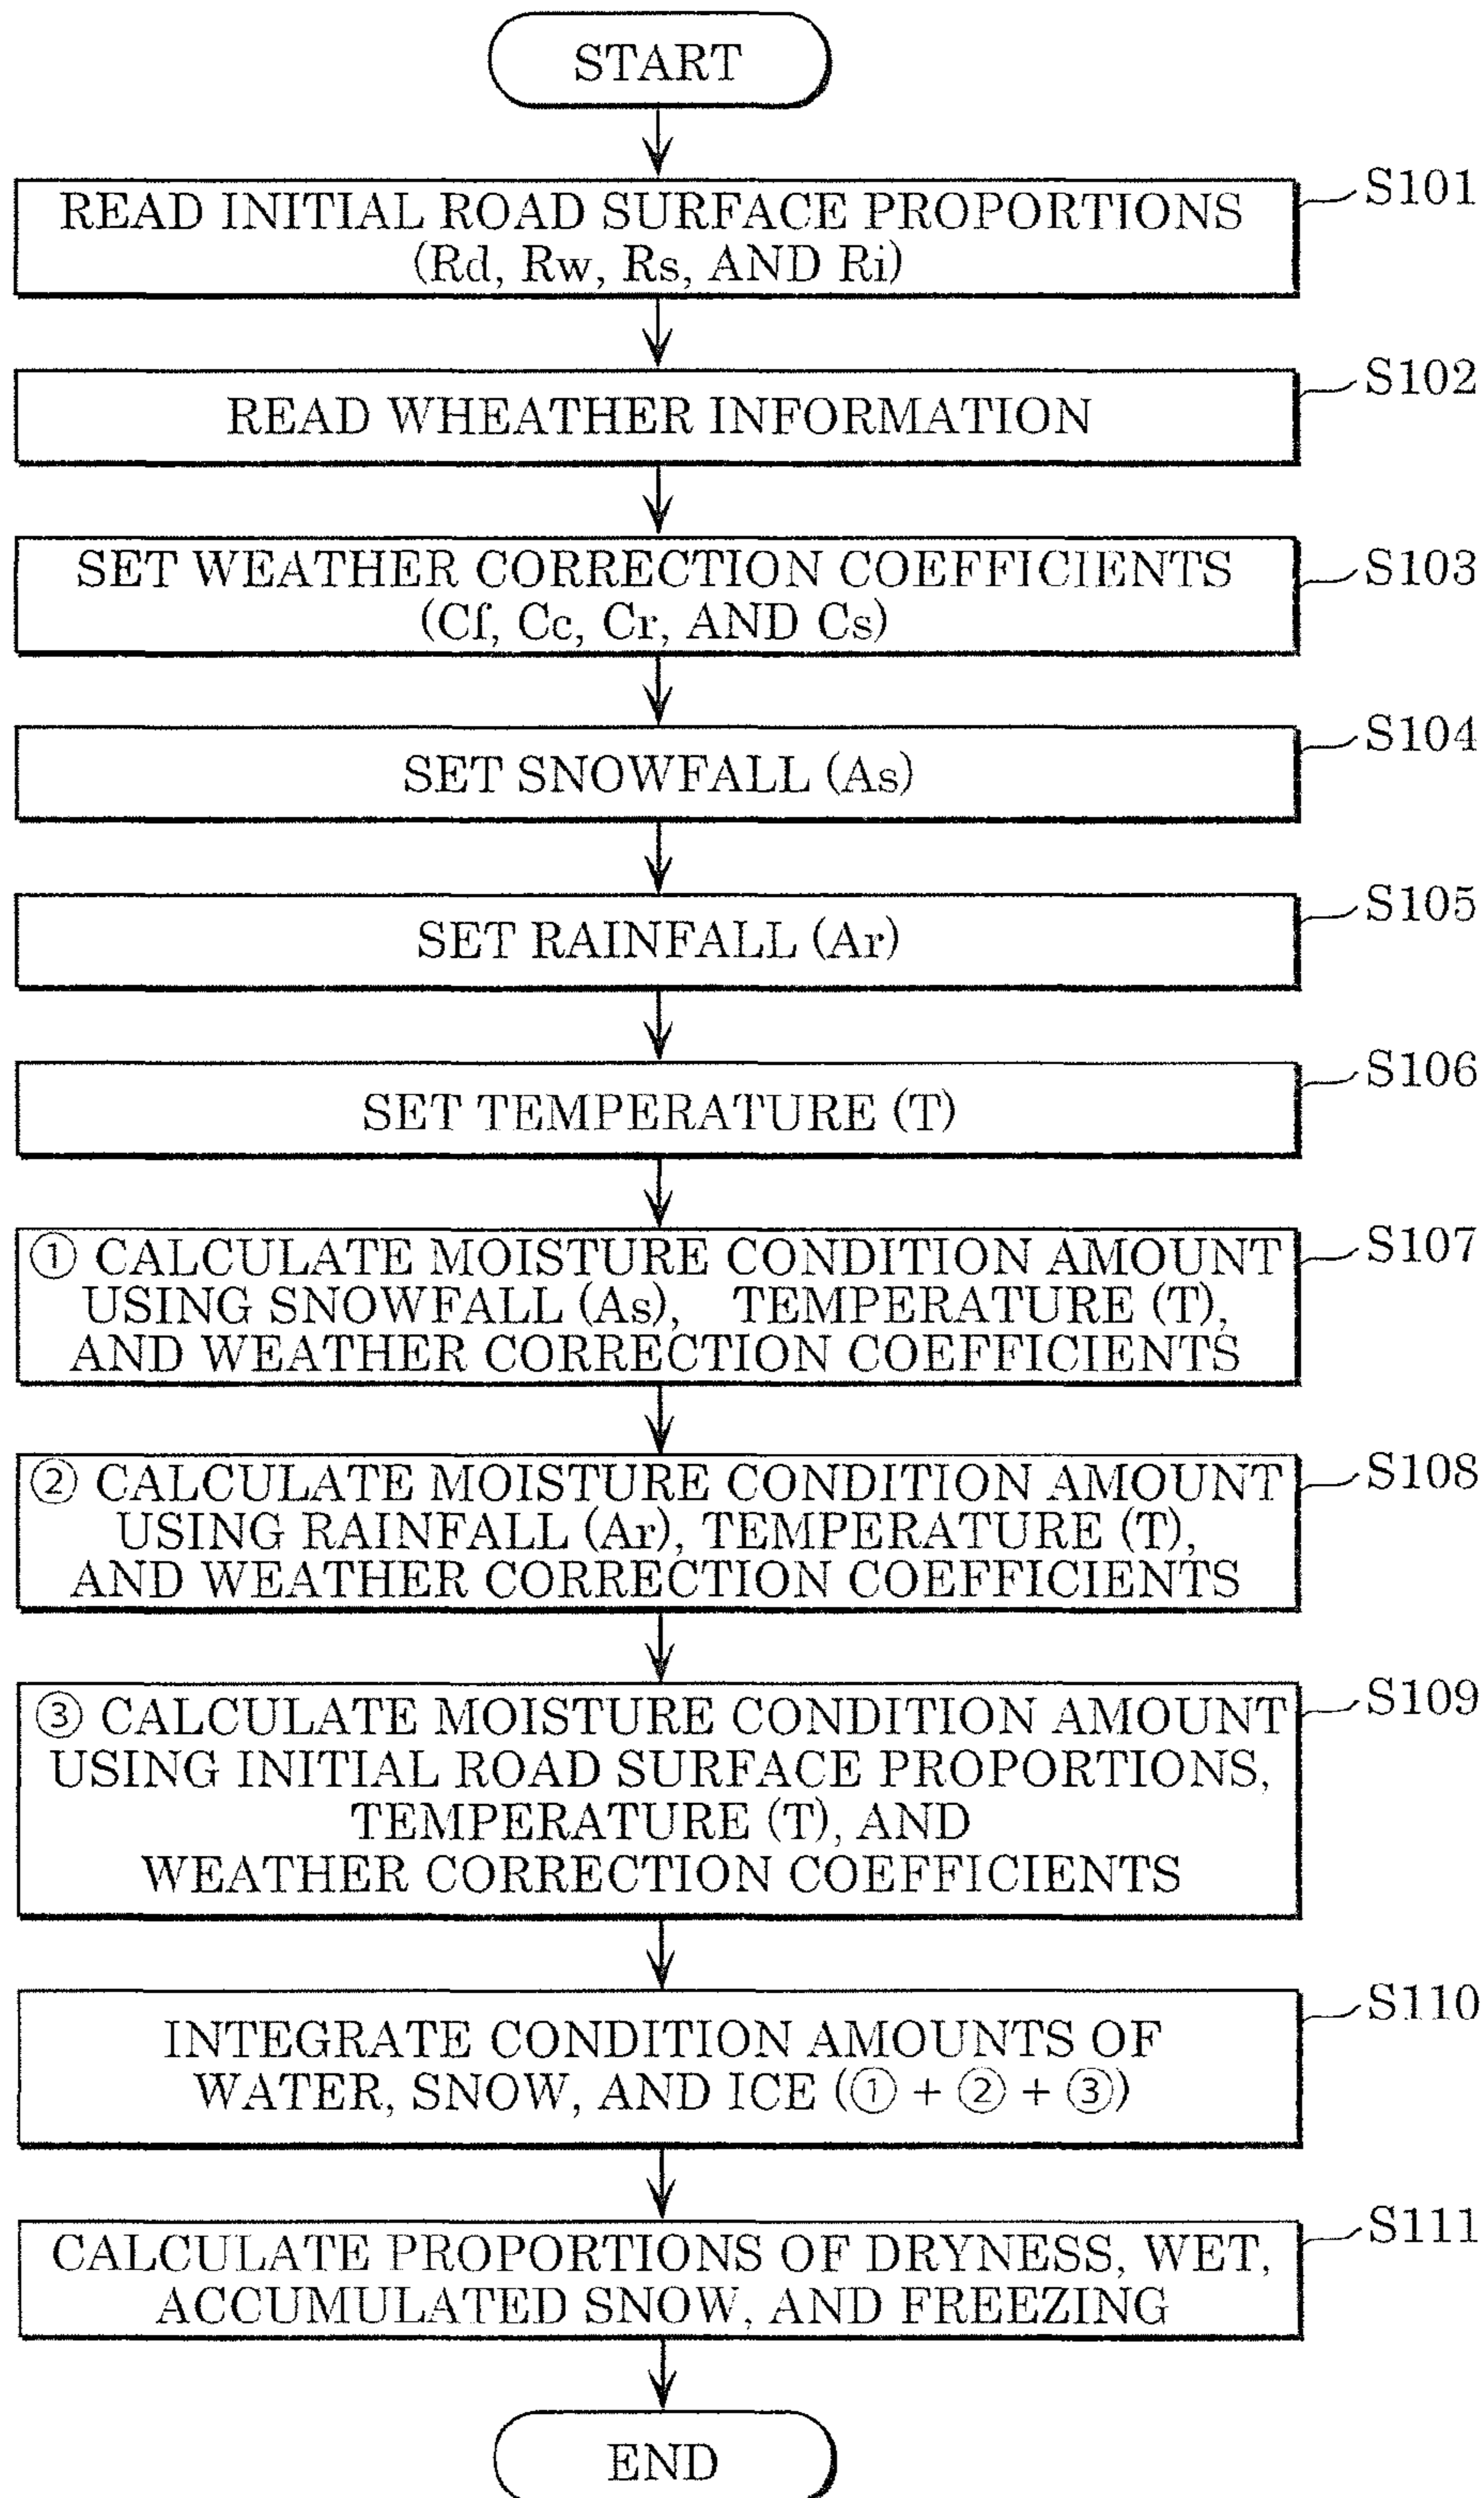 START
READ INITIAL ROAD SURFACE PROPORTIONS
(Rd, Rw, Rs, AND Ri)
S101
READ WHEATHER INFORMATION
S102
SET WEATHER CORRECTION COEFFICIENTS
(Cf, Cc, Cr, AND Cs)
S103
SET SNOWFALL (As)
S104
SET RAINFALL (Ar)
S105
SET TEMPERATURE (T)
S106
① CALCULATE MOISTURE CONDITION AMOUNT
USING SNOWFALL (As), TEMPERATURE (T),
AND WEATHER CORRECTION COEFFICIENTS
S107
② CALCULATE MOISTURE CONDITION AMOUNT
USING RAINFALL (Ar), TEMPERATURE (T),
AND WEATHER CORRECTION COEFFICIENTS
S108
③ CALCULATE MOISTURE CONDITION AMOUNT
USING INITIAL ROAD SURFACE PROPORTIONS,
TEMPERATURE (T), AND
WEATHER CORRECTION COEFFICIENTS
S109
INTEGRATE CONDITION AMOUNTS OF
WATER, SNOW, AND ICE (① + ② + ③)
S110
CALCULATE PROPORTIONS OF DRYNESS, WET,
ACCUMULATED SNOW, AND FREEZING
S111
END